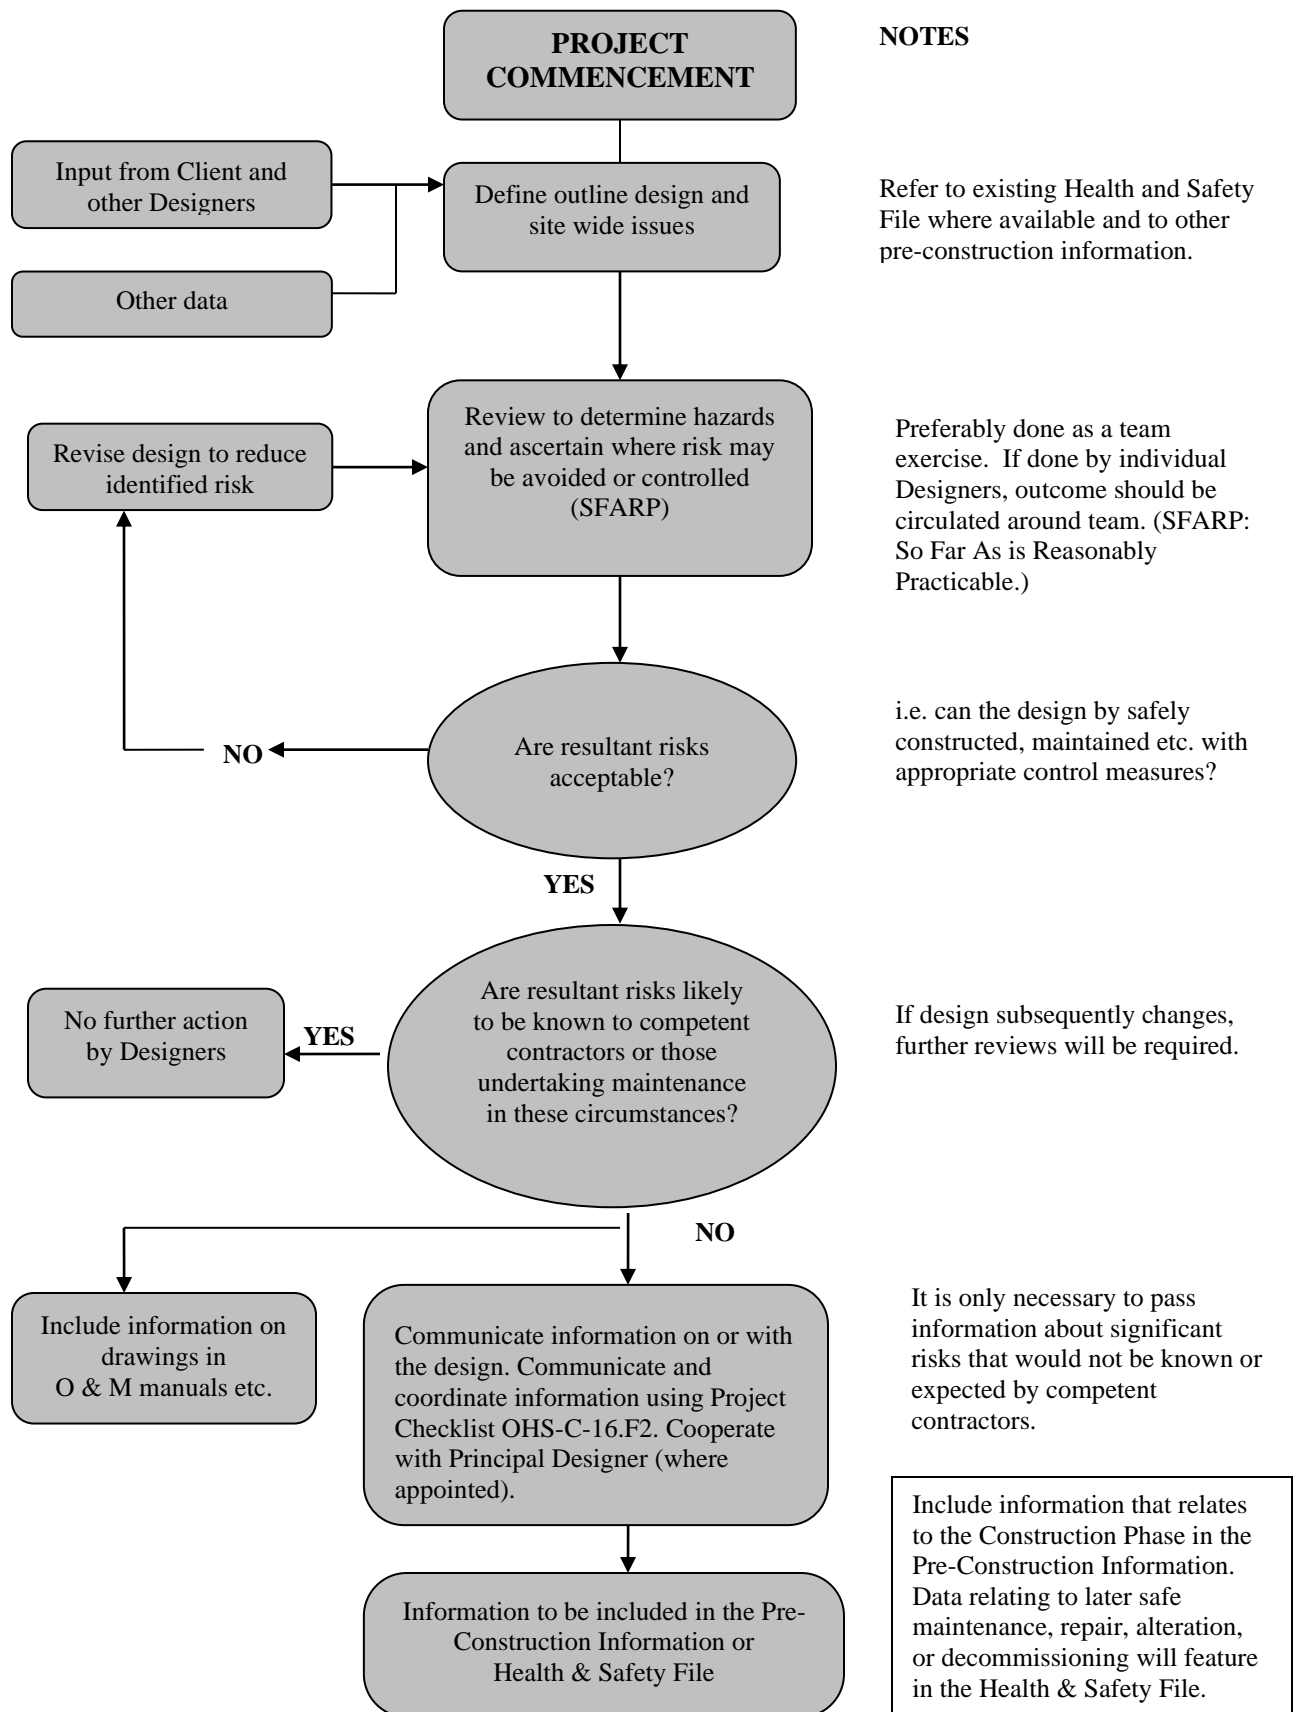 PROJECT
COMMENCEMENT
NOTES
Input from Client and
other Designers
Define outline design and
site wide issues
Refer to existing Health and Safety
File where available and to other
pre-construction information.
Other data
Revise design to reduce
identified risk
Review to determine hazards
and ascertain where risk may
be avoided or controlled
(SFARP)
Preferably done as a team
exercise.  If done by individual
Designers, outcome should be
circulated around team. (SFARP:
So Far As is Reasonably
Practicable.)
NO
Are resultant risks
acceptable?
i.e. can the design by safely
constructed, maintained etc. with
appropriate control measures?
YES
No further action
by Designers
YES
Are resultant risks likely
to be known to competent
contractors or those
undertaking maintenance
in these circumstances?
If design subsequently changes,
further reviews will be required.
NO
Include information on
drawings in
O & M manuals etc.
Communicate information on or with
the design. Communicate and
coordinate information using Project
Checklist OHS-C-16.F2. Cooperate
with Principal Designer (where
appointed).
It is only necessary to pass
information about significant
risks that would not be known or
expected by competent
contractors.
Information to be included in the Pre-
Construction Information or
Health & Safety File
Include information that relates
to the Construction Phase in the
Pre-Construction Information.
Data relating to later safe
maintenance, repair, alteration,
or decommissioning will feature
in the Health & Safety File.